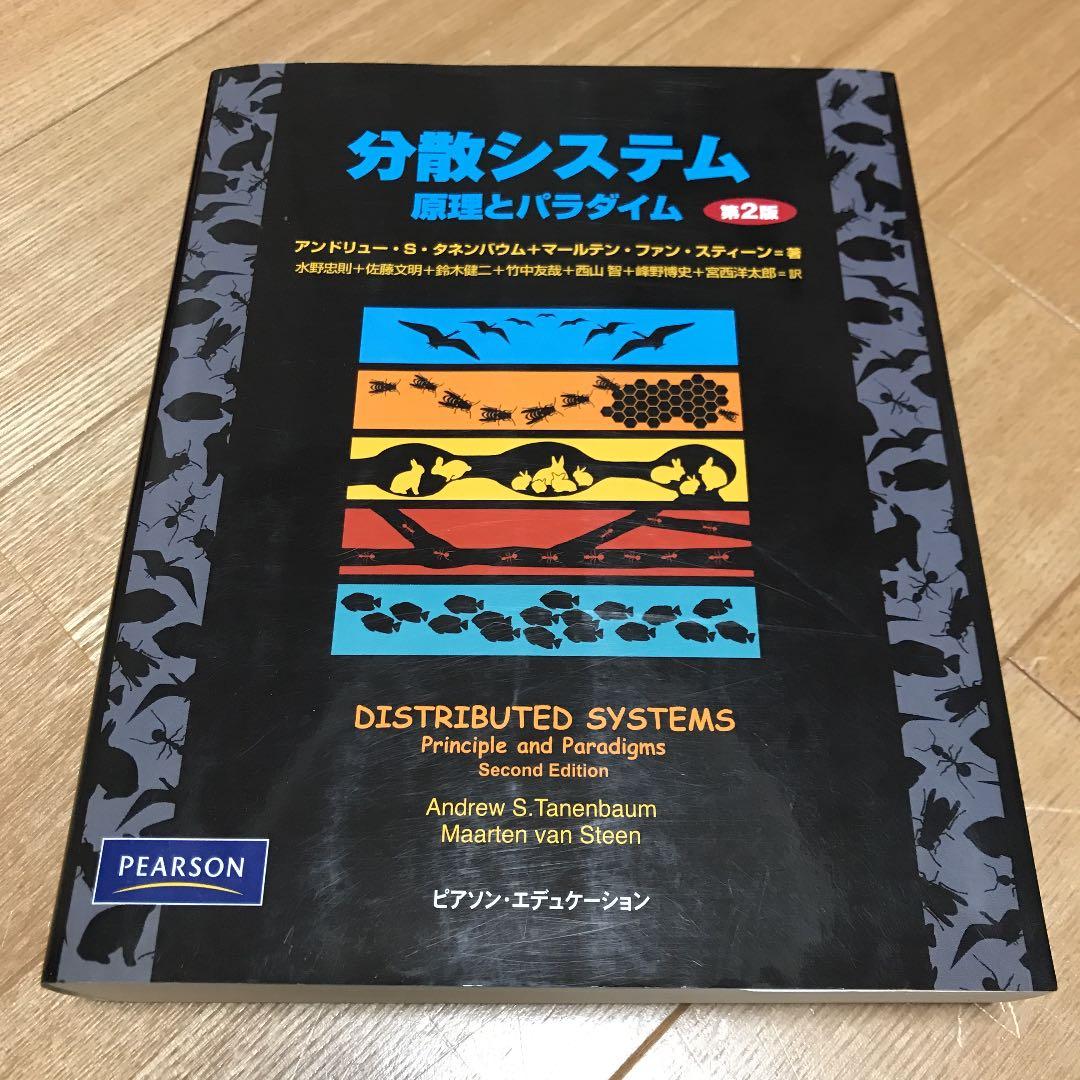 分散システム
原理とパラダイム 第2版
アンドリュー・S・タネンバウム+マールテン・ファン・スティーン=著
水野忠則+佐藤文明+鈴木健二+竹中友哉+西山 智+峰野博史+宮西洋太郎=訳
DISTRIBUTED SYSTEMS
Principle and Paradigms
Second Edition
Andrew S.Tanenbaum
Maarten van Steen
PEARSON
ピアソン・エデュケーション